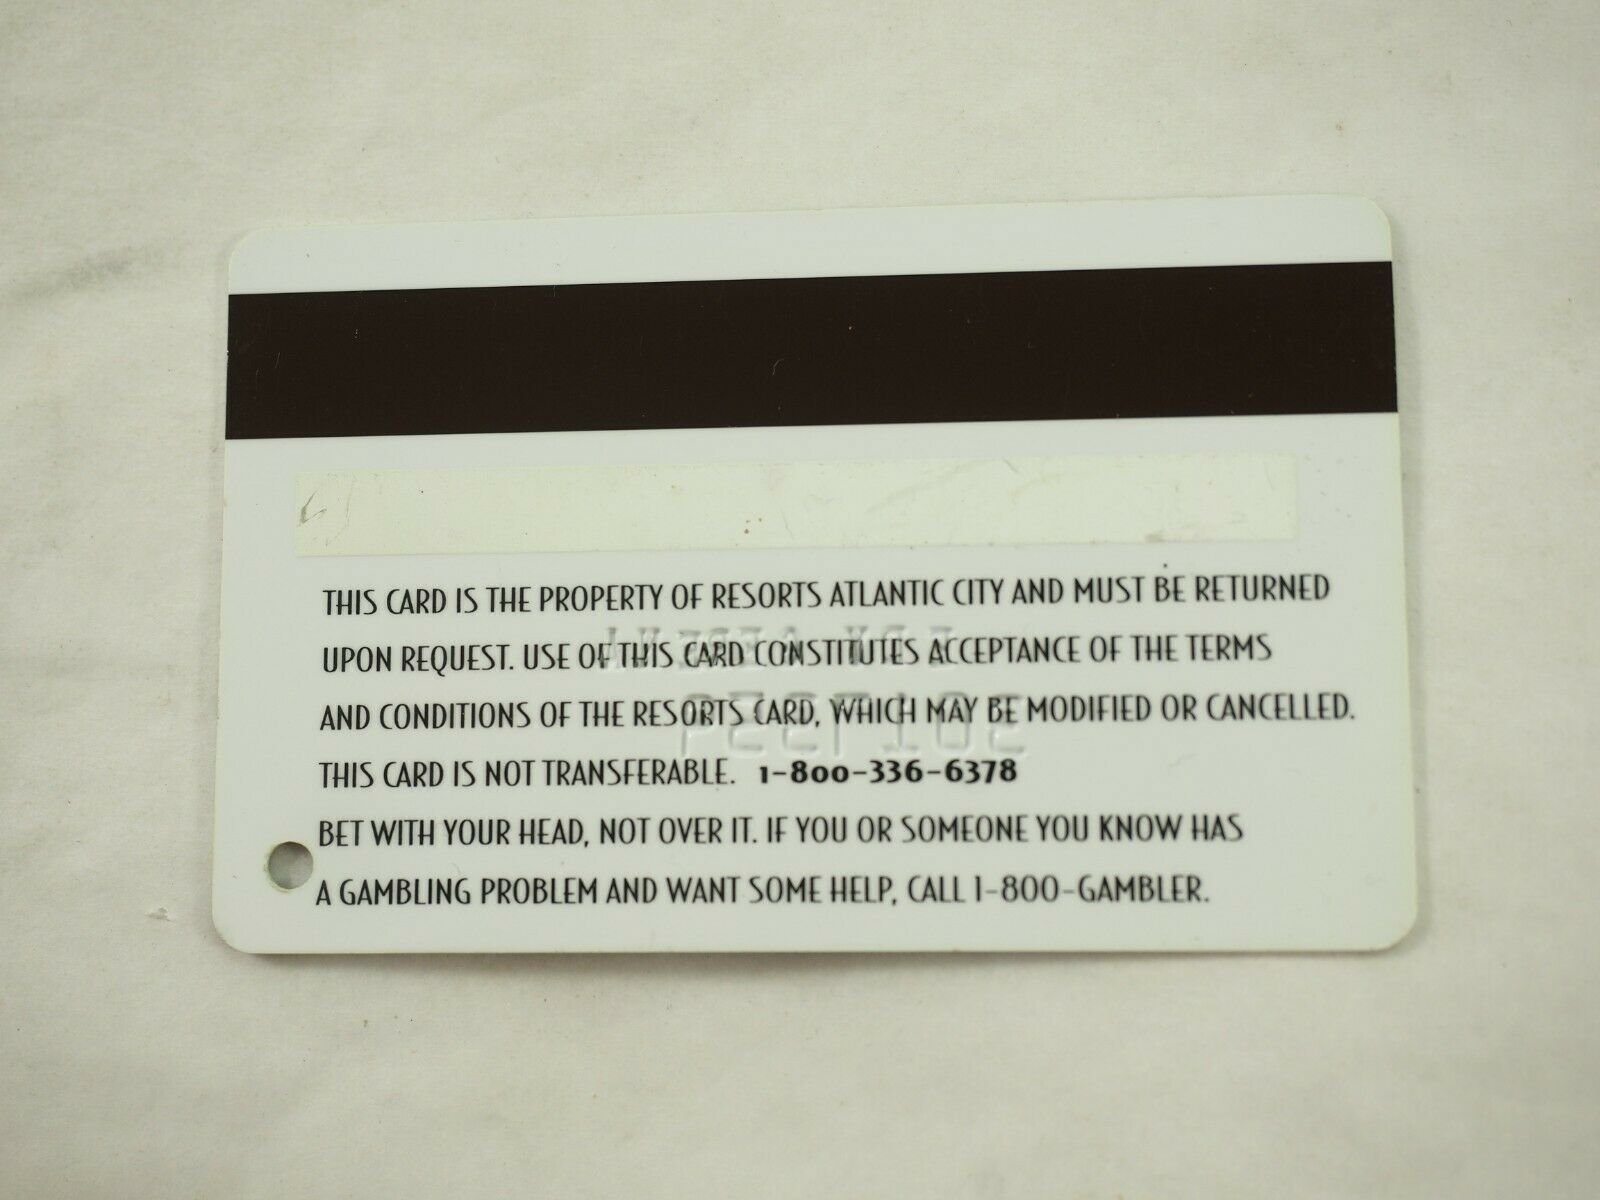 THIS CARD IS THE PROPERTY OF RESORTS ATLANTIC CITY AND MUST BE RETURNED
UPON REQUEST. USE OF THIS CARD CONSTITUTES ACCEPTANCE OF THE TERMS
AND CONDITIONS OF THE RESORTS CARD, WHICH MAY BE MODIFIED OR CANCELLED.
THIS CARD IS NOT TRANSFERABLE. 1-800-336-6378
BET WITH YOUR HEAD, NOT OVER IT. IF YOU OR SOMEONE YOU KNOW HAS
A GAMBLING PROBLEM AND WANT SOME HELP, CALL 1-800-GAMBLER.